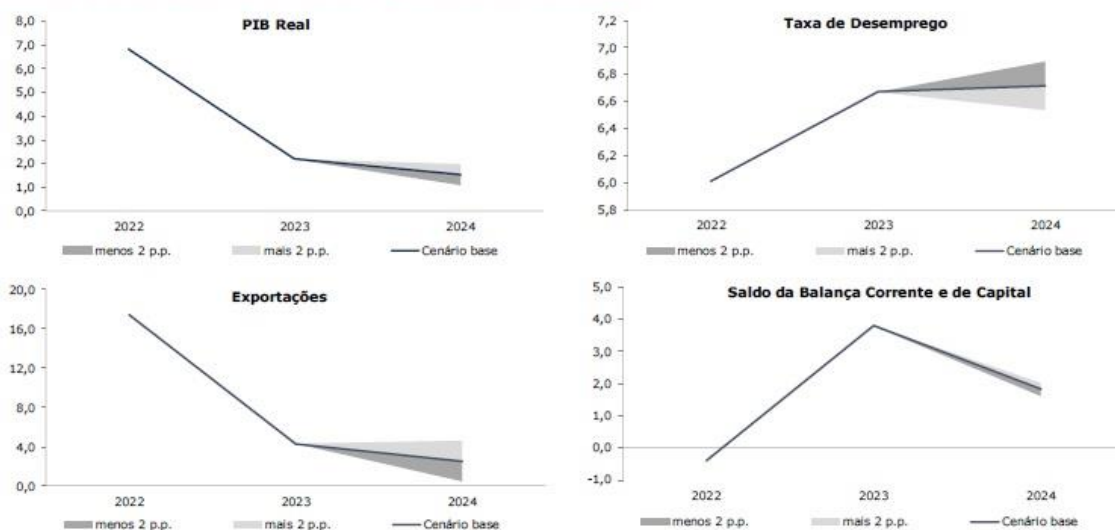 PIB Real
8,0
7,0
6,0
5,0
4,0
3,0
2,0
1,0
0,0
2022 2023 2024
menos 2 p.p. mais 2 p.p. Cenário base
Taxa de Desemprego
7,2
7,0
6,8
6,6
6,4
6,2
6,0
5,8
2022 2023 2024
menos 2 p.p. mais 2 p.p. Cenário base
Exportações
20,0
16,0
12,0
8,0
4,0
0,0
2022 2023 2024
menos 2 p.p. mais 2 p.p. Cenário base
Saldo da Balança Corrente e de Capital
5,0
4,0
3,0
2,0
1,0
0,0
-1,0
2022 2023 2024
menos 2 p.p. mais 2 p.p. Cenário base